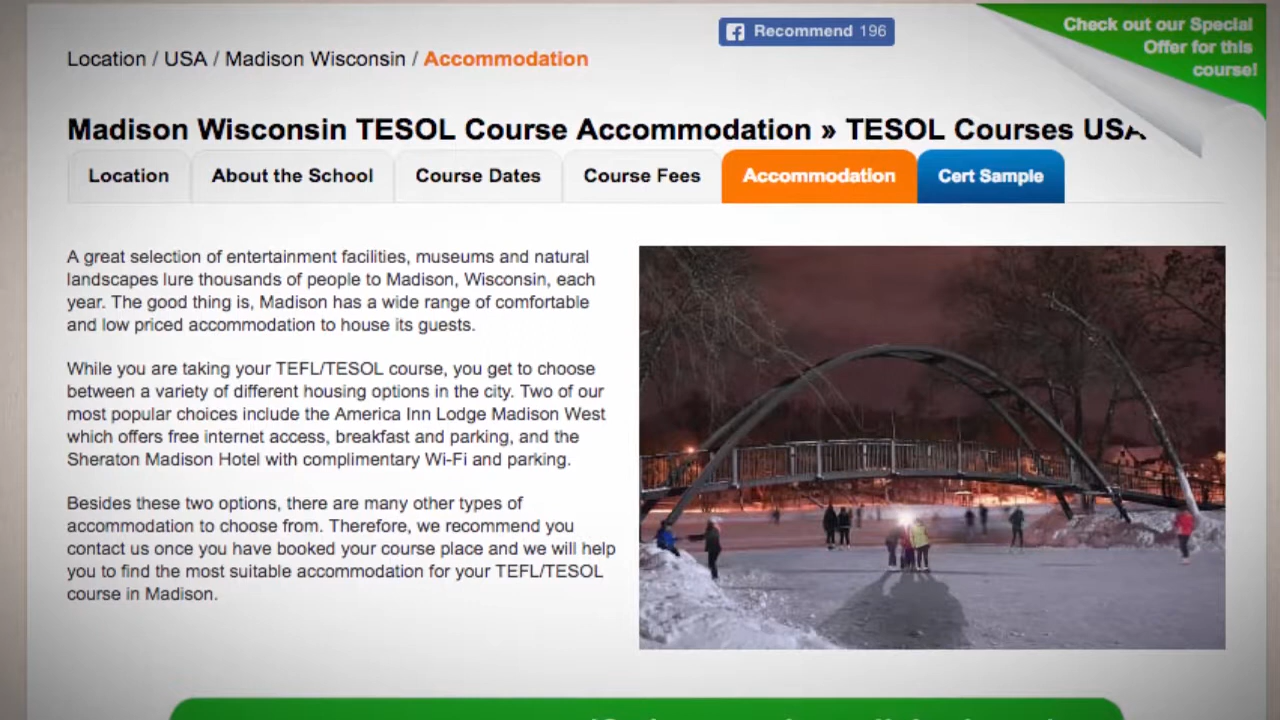 Recommend 196
Check out our Special
Offer for this
course!
Location / USA / Madison Wisconsin / Accommodation
Madison Wisconsin TESOL Course Accommodation » TESOL Courses USA
Location About the School Course Dates Course Fees Accommodation Cert Sample
A great selection of entertainment facilities, museums and natural
landscapes lure thousands of people to Madison, Wisconsin, each
year. The good thing is, Madison has a wide range of comfortable
and low priced accommodation to house its guests.
While you are taking your TEFL/TESOL course, you get to choose
between a variety of different housing options in the city. Two of our
most popular choices include the America Inn Lodge Madison West
which offers free internet access, breakfast and parking, and the
Sheraton Madison Hotel with complimentary Wi-Fi and parking.
Besides these two options, there are many other types of
accommodation to choose from. Therefore, we recommend you
contact us once you have booked your course place and we will help
you to find the most suitable accommodation for your TEFL/TESOL
course in Madison.